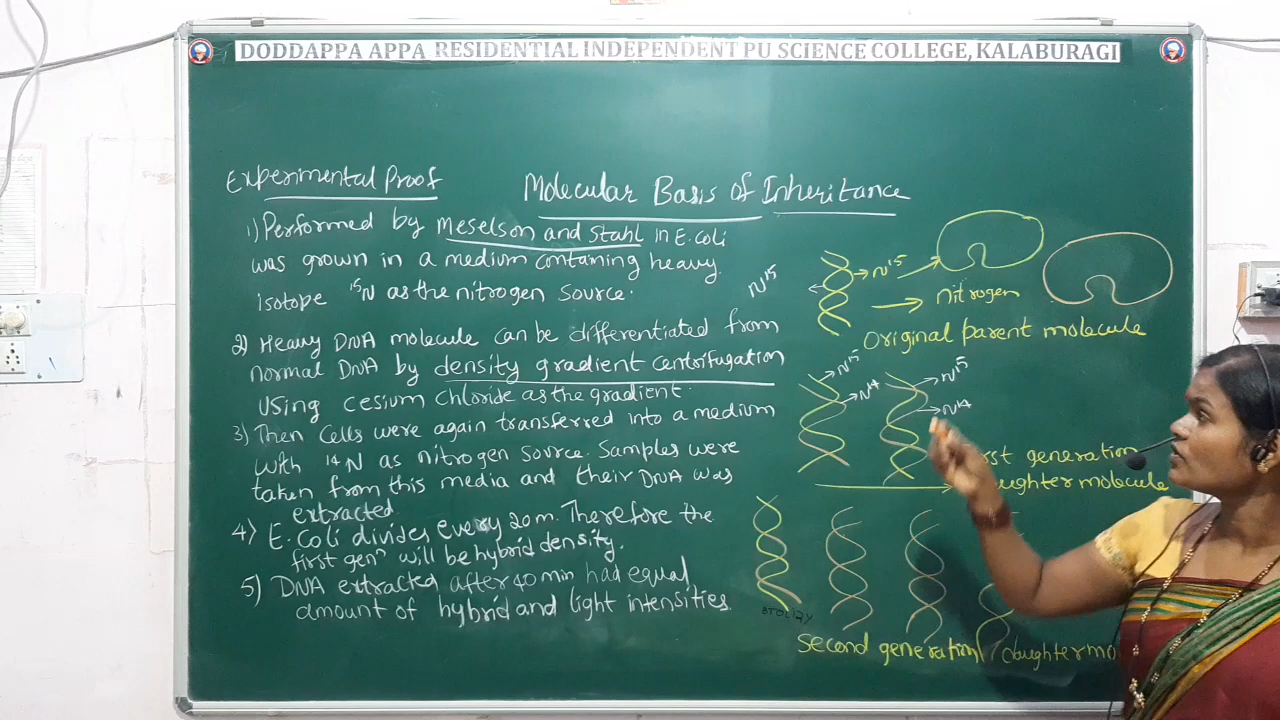 DODDAPPA APPA RESIDENTIAL INDEPENDENT PU SCIENCE COLLEGE, KALABURAGI
Molecular Basis of Inheritance
Experimental Proof
1) Performed by Meselson and Stahl in E.coli
was grown in a medium containing heavy
isotope ¹⁵N as the nitrogen source.
2) Heavy DNA molecule can be differentiated from
normal DNA by density gradient centrifugation
using cesium chloride as the gradient.
3) Then cells were again transferred into a medium
with ¹⁴N as nitrogen source. Samples were
taken from this media and their DNA was
extracted
4) E.coli divides every 20m. Therefore the
first genⁿ will be hybrid density.
5) DNA extracted after 40 min had equal
amount of hybrid and light intensities.
N¹⁵
N¹⁵
nitrogen
Original parent molecule
N¹⁵
N¹⁴
N¹⁵
N¹⁴
rst generation
aughter molecule
Second generation daughter mo